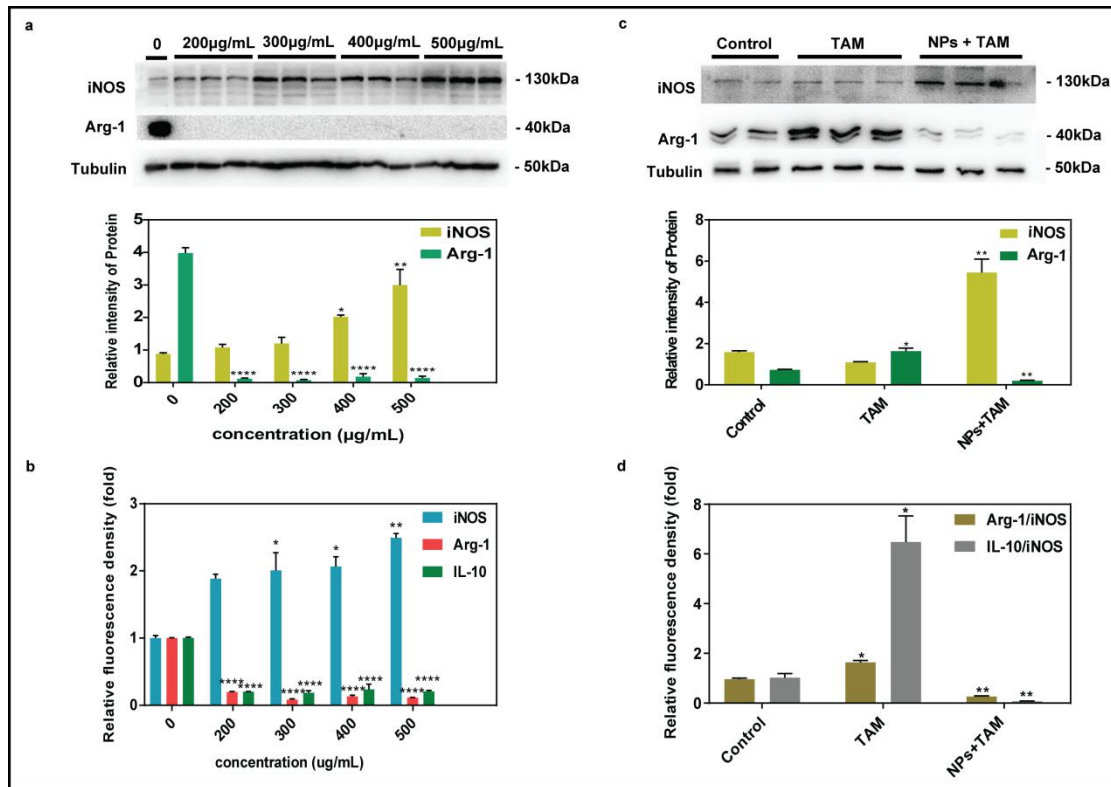 a
0 200µg/mL 300µg/mL 400µg/mL 500µg/mL
iNOS - 130kDa
Arg-1 - 40kDa
Tubulin - 50kDa
Relative intensity of Protein
5
4
3
2
1
0
iNOS
Arg-1
**** **** * **** ** ****
0 200 300 400 500
concentration (µg/mL)
b
Relative fluorescence density (fold)
3
2
1
0
iNOS
Arg-1
IL-10
**** **** * **** **** * **** **** ** **** ****
0 200 300 400 500
concentration (ug/mL)
c
Control TAM NPs + TAM
iNOS - 130kDa
Arg-1 - 40kDa
Tubulin - 50kDa
Relative intensity of Protein
8
6
4
2
0
iNOS
Arg-1
* ** **
Control TAM NPs+TAM
d
Relative fluorescence density (fold)
8
6
4
2
0
Arg-1/iNOS
IL-10/iNOS
* * ** **
Control TAM NPs+TAM